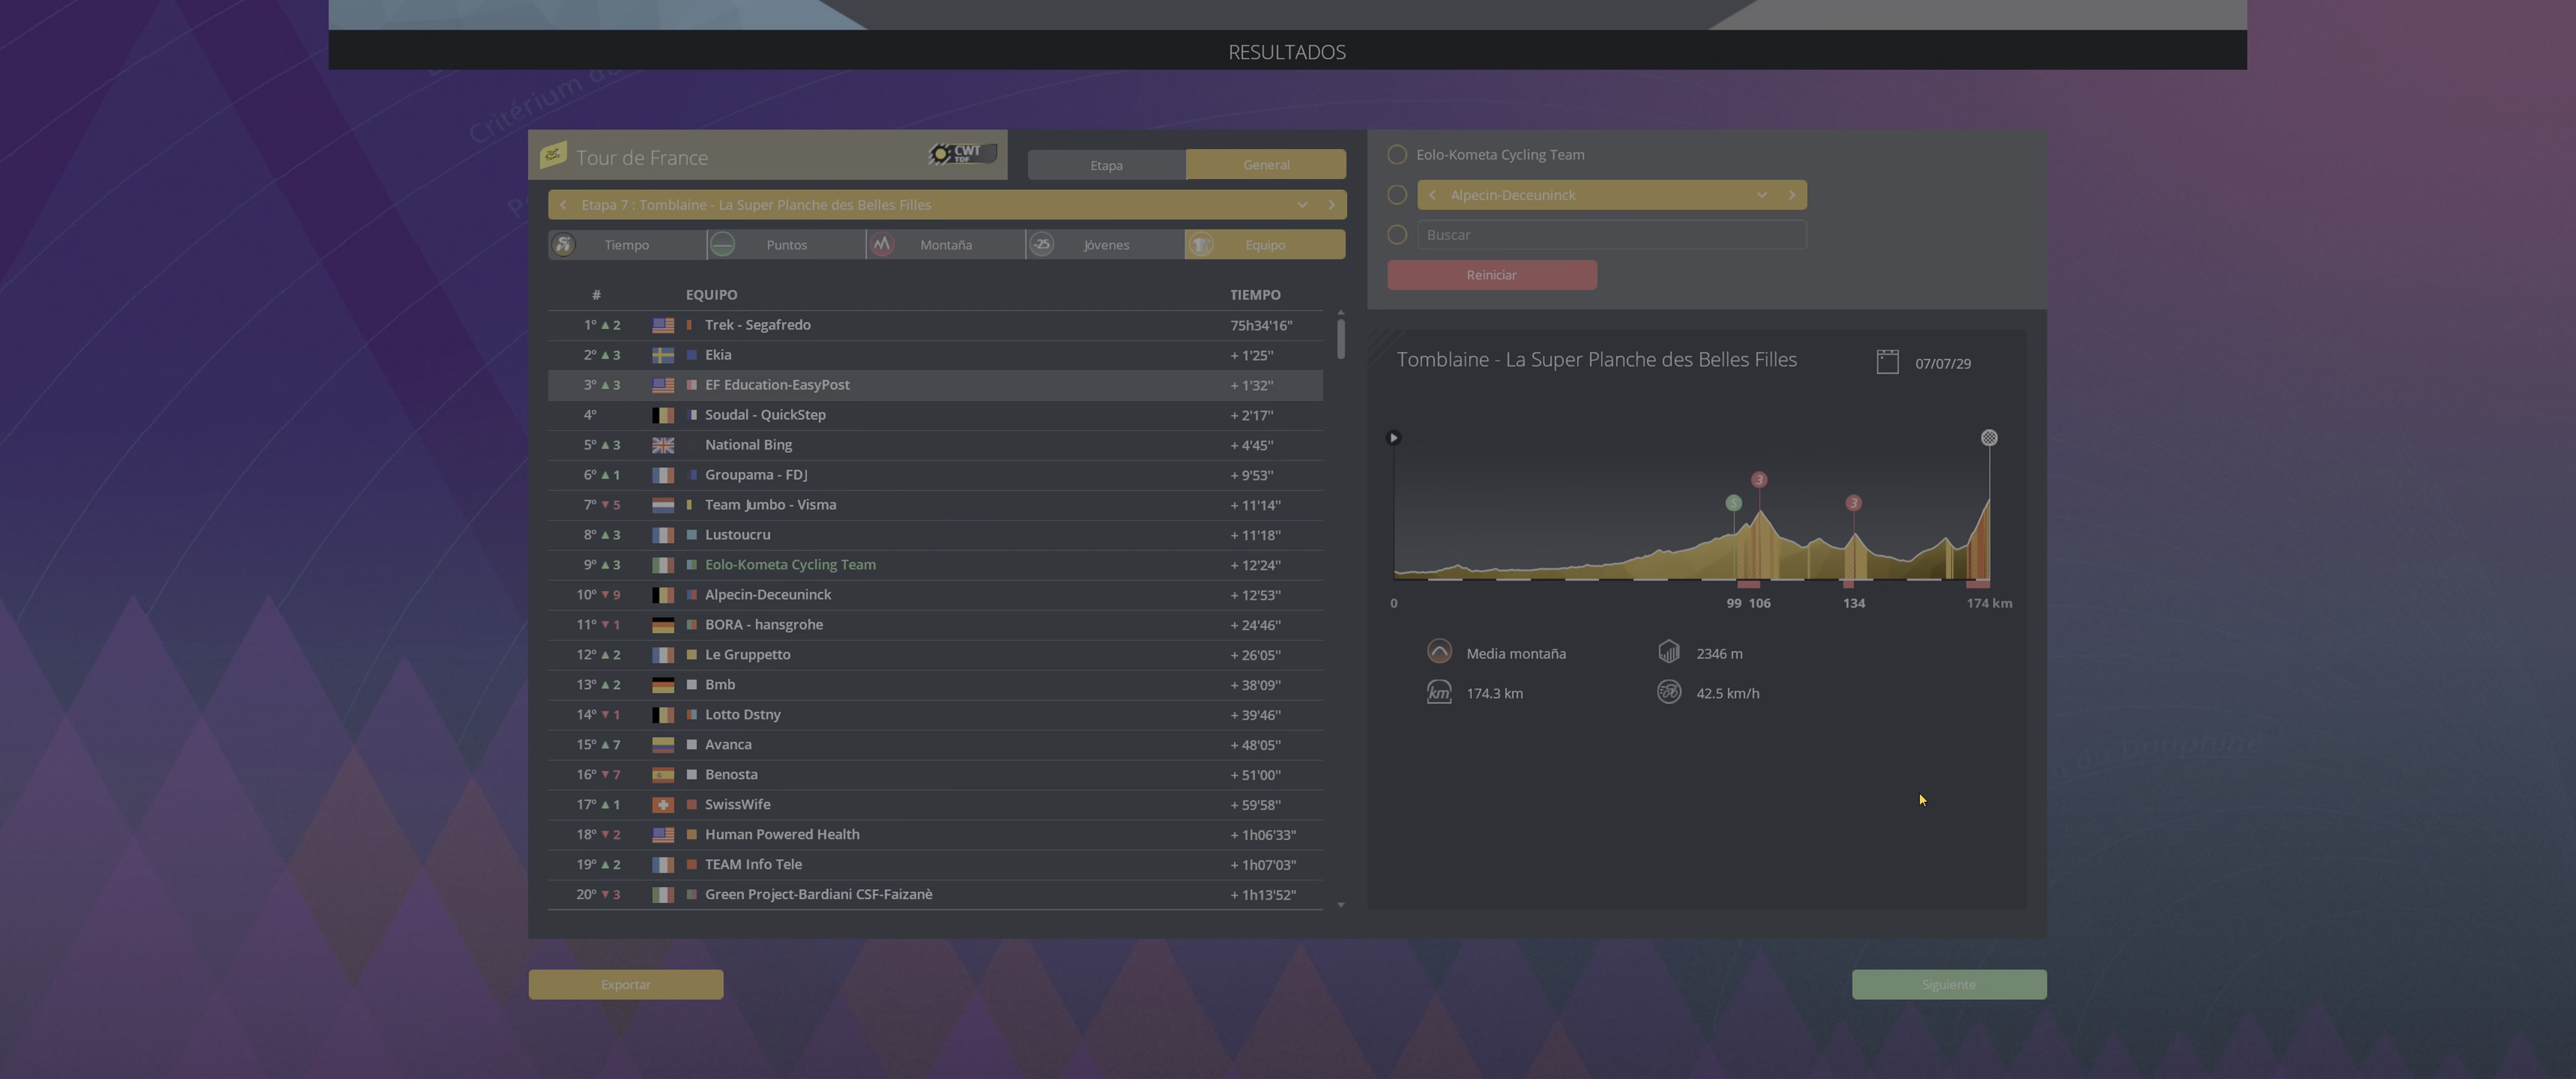 RESULTADOS
Critérium du
Tour de France
CWT
TDF
Etapa
General
Etapa 7 : Tomblaine - La Super Planche des Belles Filles
Tiempo
Puntos
Montaña
-25
Jóvenes
Equipo
# EQUIPO TIEMPO
1º ▲ 2 Trek - Segafredo 75h34'16''
2º ▲ 3 Ekia + 1'25''
3º ▲ 3 EF Education-EasyPost + 1'32''
4º Soudal - QuickStep + 2'17''
5º ▲ 3 National Bing + 4'45''
6º ▲ 1 Groupama - FDJ + 9'53''
7º ▼ 5 Team Jumbo - Visma + 11'14''
8º ▲ 3 Lustoucru + 11'18''
9º ▲ 3 Eolo-Kometa Cycling Team + 12'24''
10º ▼ 9 Alpecin-Deceuninck + 12'53''
11º ▼ 1 BORA - hansgrohe + 24'46''
12º ▲ 2 Le Gruppetto + 26'05''
13º ▲ 2 Bmb + 38'09''
14º ▼ 1 Lotto Dstny + 39'46''
15º ▲ 7 Avanca + 48'05''
16º ▼ 7 Benosta + 51'00''
17º ▲ 1 SwissWife + 59'58''
18º ▼ 2 Human Powered Health + 1h06'33''
19º ▲ 2 TEAM Info Tele + 1h07'03''
20º ▼ 3 Green Project-Bardiani CSF-Faizanè + 1h13'52''
Exportar
Eolo-Kometa Cycling Team
Alpecin-Deceuninck
Buscar
Reiniciar
Tomblaine - La Super Planche des Belles Filles
07/07/29
S
3
3
0 99 106 134 174 km
Media montaña
2346 m
km 174.3 km
42.5 km/h
du Dauphiné
Siguiente